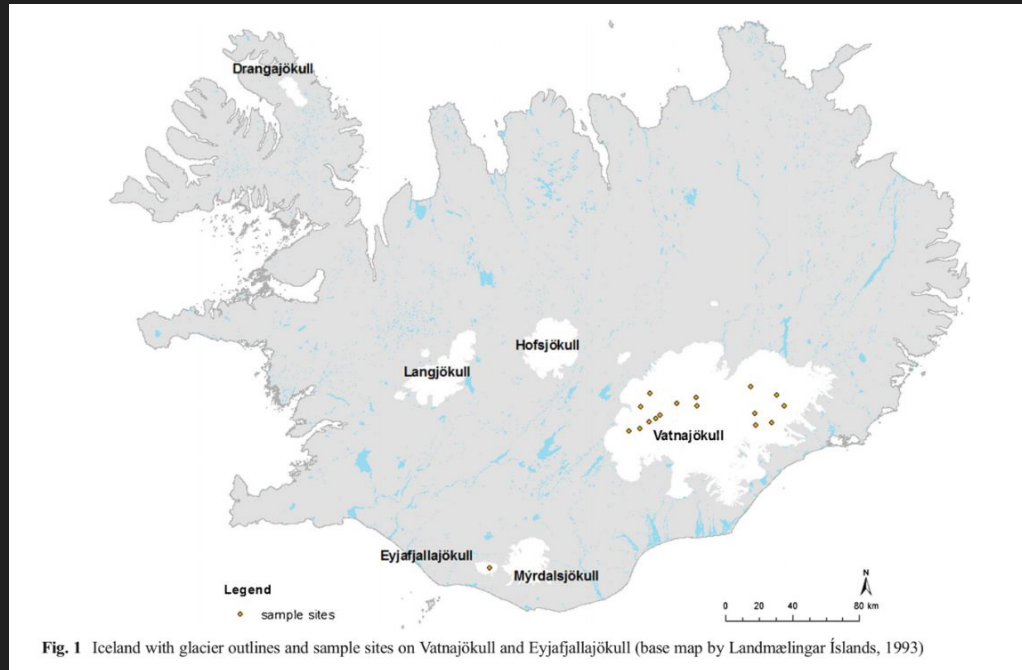 Drangajökull
Hofsjökull
Langjökull
Vatnajökull
Eyjafjallajökull
Mýrdalsjökull
Legend
sample sites
N
0 20 40 80 km
Fig. 1 Iceland with glacier outlines and sample sites on Vatnajökull and Eyjafjallajökull (base map by Landmælingar Íslands, 1993)